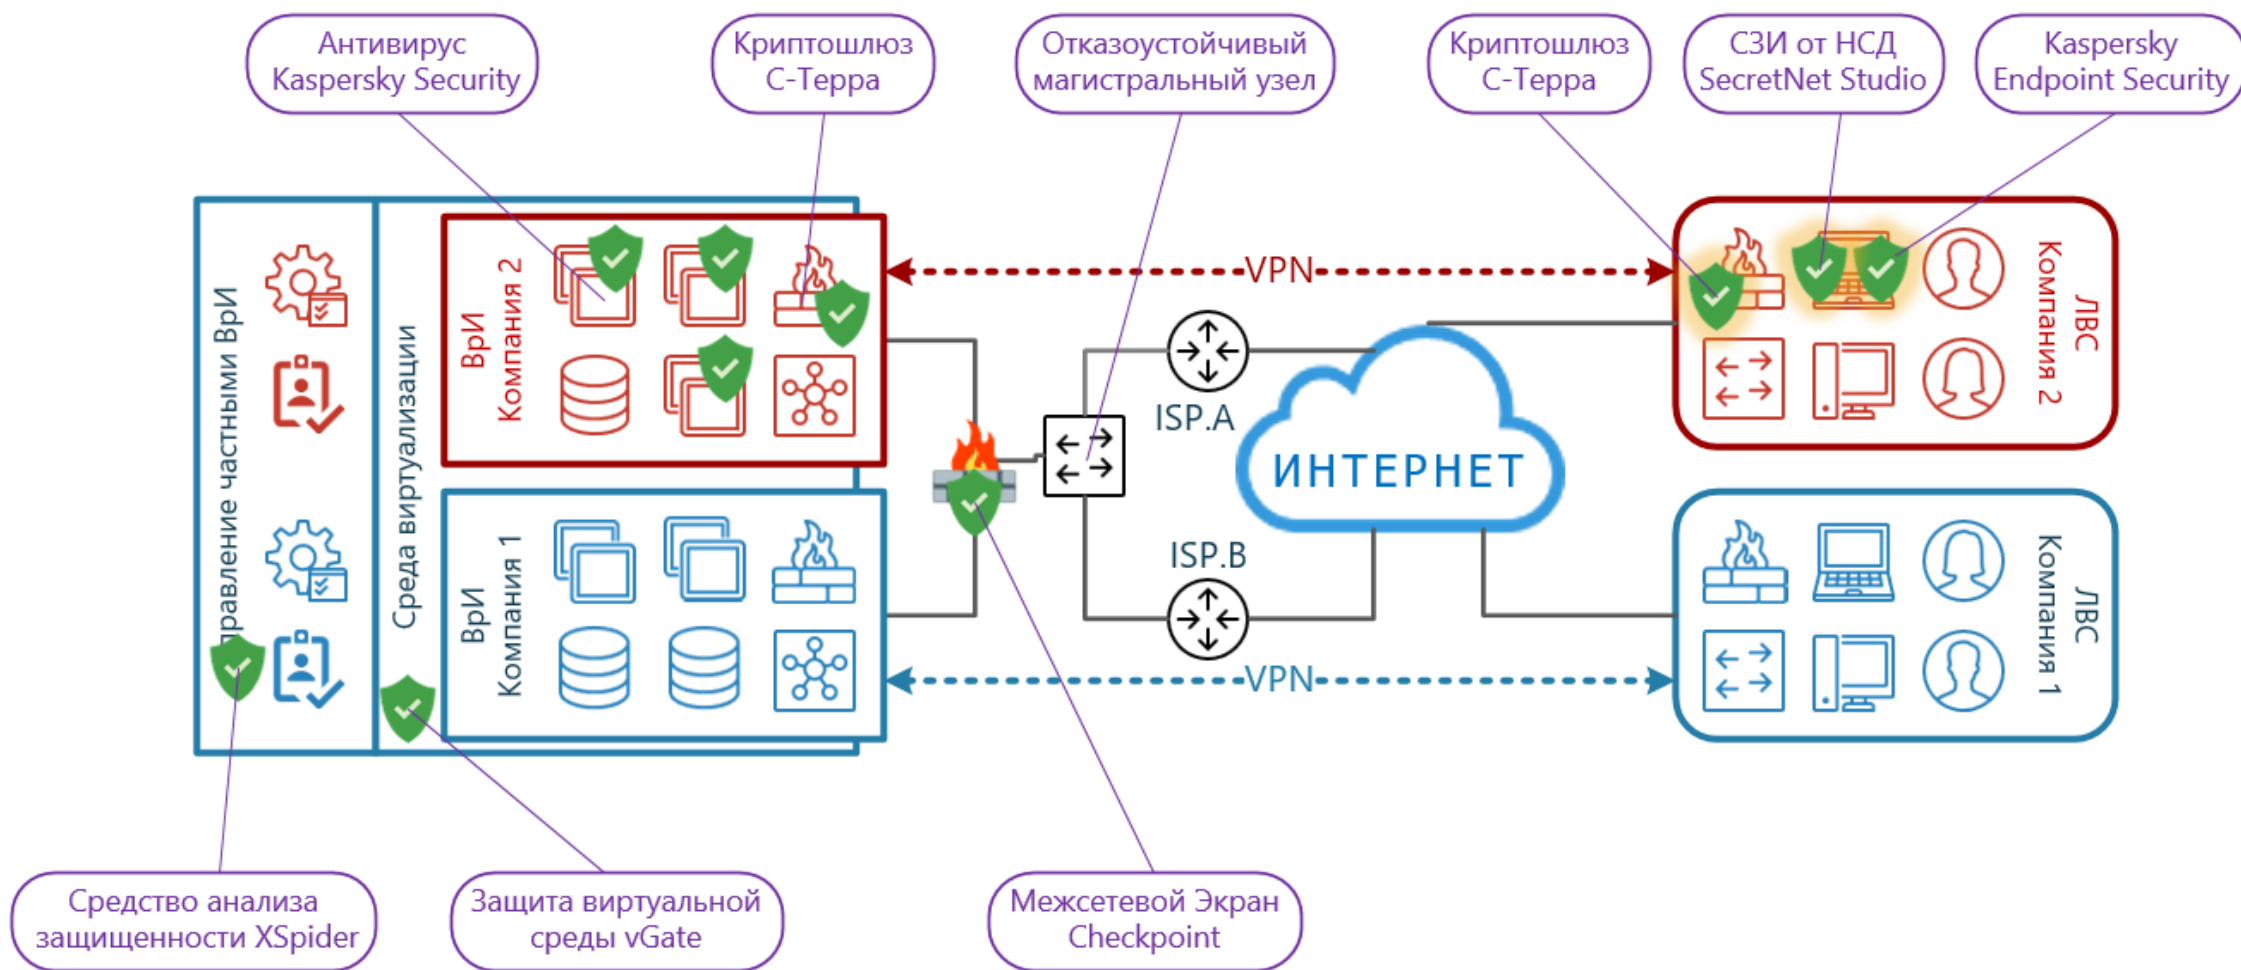 Антивирус
Kaspersky Security
Криптошлюз
С-Терра
Отказоустойчивый
магистральный узел
Криптошлюз
С-Терра
СЗИ от НСД
SecretNet Studio
Kaspersky
Endpoint Security
правление частными ВрИ
Среда виртуализации
ВрИ
Компания 2
VPN
ЛВС
Компания 2
ISP.A
ИНТЕРНЕТ
ISP.B
ВрИ
Компания 1
VPN
ЛВС
Компания 1
Средство анализа
защищенности XSpider
Защита виртуальной
среды vGate
Межсетевой Экран
Checkpoint